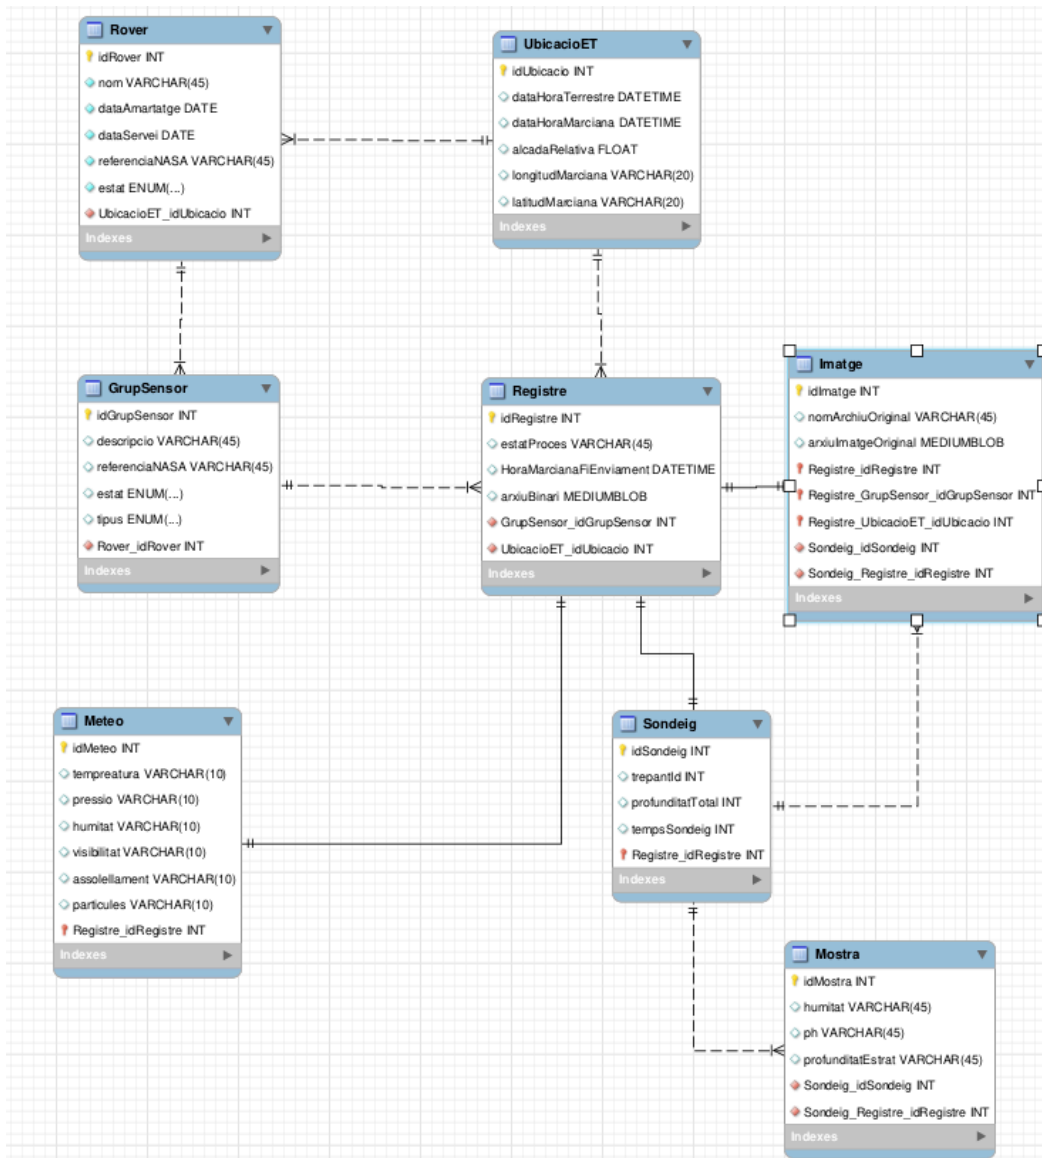 Rover
idRover INT
nom VARCHAR(45)
dataAmartatge DATE
dataServei DATE
referenciaNASA VARCHAR(45)
estat ENUM(...)
UbicacioET_idUbicacio INT
Indexes
UbicacioET
idUbicacio INT
dataHoraTerrestre DATETIME
dataHoraMarciana DATETIME
alcadaRelativa FLOAT
longitudMarciana VARCHAR(20)
latitudMarciana VARCHAR(20)
Indexes
GrupSensor
idGrupSensor INT
descripcio VARCHAR(45)
referenciaNASA VARCHAR(45)
estat ENUM(...)
tipus ENUM(...)
Rover_idRover INT
Indexes
Registre
idRegistre INT
estatProces VARCHAR(45)
HoraMarcianaFiEnviament DATETIME
arxiuBinari MEDIUMBLOB
GrupSensor_idGrupSensor INT
UbicacioET_idUbicacio INT
Indexes
Imatge
idImatge INT
nomArchiuOriginal VARCHAR(45)
arxiuImatgeOriginal MEDIUMBLOB
Registre_idRegistre INT
Registre_GrupSensor_idGrupSensor INT
Registre_UbicacioET_idUbicacio INT
Sondeig_idSondeig INT
Sondeig_Registre_idRegistre INT
Indexes
Meteo
idMeteo INT
tempreatura VARCHAR(10)
pressio VARCHAR(10)
humitat VARCHAR(10)
visibilitat VARCHAR(10)
assolellament VARCHAR(10)
particules VARCHAR(10)
Registre_idRegistre INT
Indexes
Sondeig
idSondeig INT
trepantId INT
profunditatTotal INT
tempsSondeig INT
Registre_idRegistre INT
Indexes
Mostra
idMostra INT
humitat VARCHAR(45)
ph VARCHAR(45)
profunditatEstrat VARCHAR(45)
Sondeig_idSondeig INT
Sondeig_Registre_idRegistre INT
Indexes